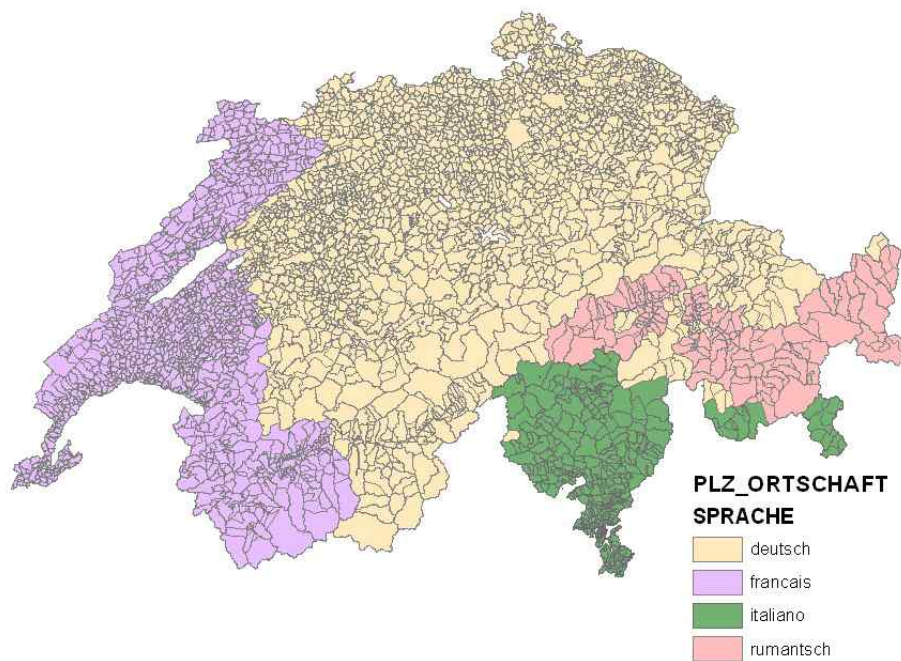 PLZ_ORTSCHAFT
SPRACHE
deutsch
francais
italiano
rumantsch